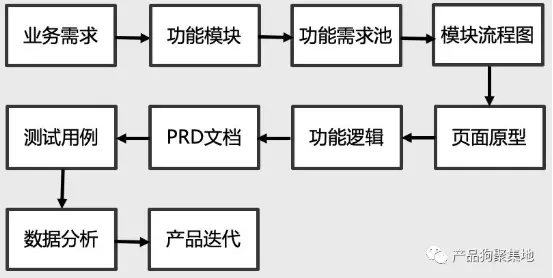 业务需求
功能模块
功能需求池
模块流程图
页面原型
功能逻辑
PRD文档
测试用例
数据分析
产品迭代
产品狗聚集地